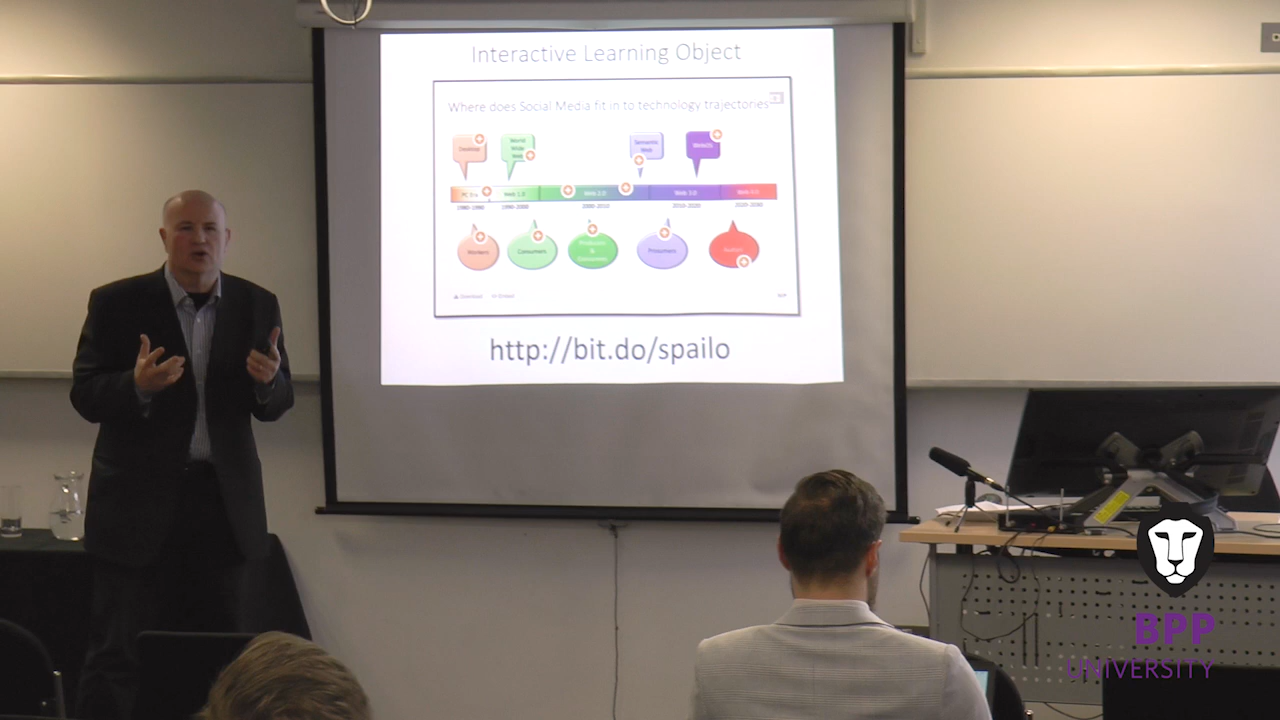 Interactive Learning Object
Where does Social Media fit in to technology trajectories
Desktop
World
Wide
Web
Semantic
Web
WebOS
PC Era
Web 1.0
Web 2.0
Web 3.0
Web 4.0
1980-1990
1990-2000
2000-2010
2010-2020
2020-2030
Workers
Consumers
Producers
&
Consumers
Prosumers
Download
http://bit.do/spailo
BPP
UNIVERSITY